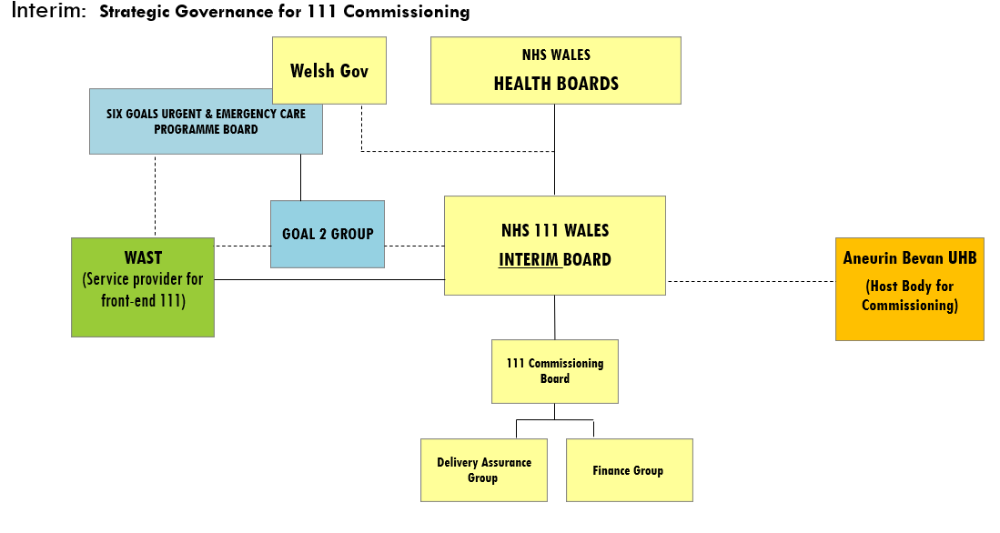 Interim: Strategic Governance for 111 Commissioning
Welsh Gov
NHS WALES
HEALTH BOARDS
SIX GOALS URGENT & EMERGENCY CARE
PROGRAMME BOARD
GOAL 2 GROUP
NHS 111 WALES
INTERIM BOARD
WAST
(Service provider for
front-end 111)
Aneurin Bevan UHB
(Host Body for
Commissioning)
111 Commissioning
Board
Delivery Assurance
Group
Finance Group